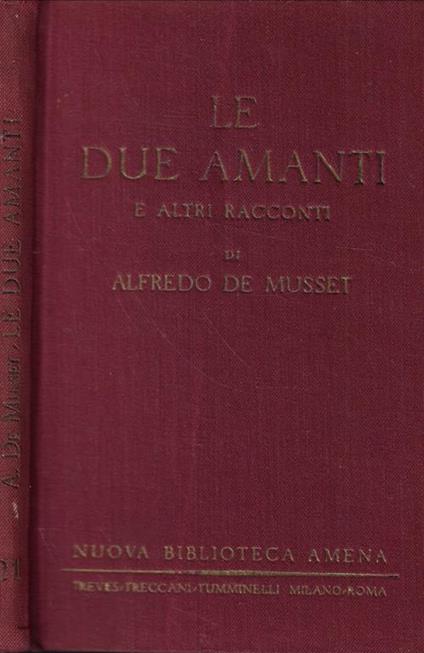 LE
DUE AMANTI
E ALTRI RACCONTI
DI
ALFREDO DE MUSSET
NUOVA BIBLIOTECA AMENA
TREVES-TRECCANI-TUMMINELLI MILANO-ROMA
A. DE MUSSET - LE DUE AMANTI